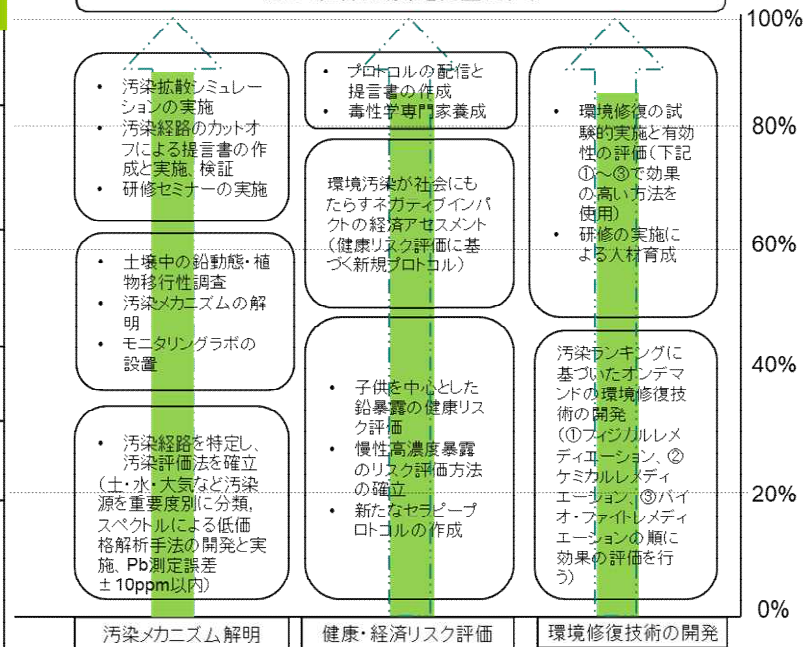 100%
・ 汚染拡散シミュレー
ションの実施
・ 汚染経路のカットオ
フによる提言書の作
成と実施、検証
・ 研修セミナーの実施
・ プロトコルの配信と
提言書の作成
・ 毒性学専門家養成
・ 環境修復の試
験的実施と有効
性の評価(下記
①～③で効果
の高い方法を
使用)
・ 研修の実施に
よる人材育成
80%
環境汚染が社会にも
たらすネガティブインパ
クトの経済アセスメント
(健康リスク評価に基
づく新規プロトコル)
60%
・ 土壌中の鉛動態・植
物移行性調査
・ 汚染メカニズムの解
明
・ モニタリングラボの
設置
40%
・ 子供を中心とした
鉛暴露の健康リス
ク評価
・ 慢性高濃度暴露
のリスク評価方法
の確立
・ 新たなセラピープ
ロトコルの作成
汚染ランキングに
基づいたオンデマ
ンドの環境修復技
術の開発
(①フィジカルレメ
ディエーション、②
ケミカルレメディ
エーション、③バイ
オ・ファイトレメディ
エーションの順に
効果の評価を行
う)
・ 汚染経路を特定し、
汚染評価法を確立
(土・水・大気など汚染
源を重要度別に分類,
スペクトルによる低価
格解析手法の開発と実
施、Pb測定誤差
±10ppm以内)
20%
0%
汚染メカニズム解明
健康・経済リスク評価
環境修復技術の開発